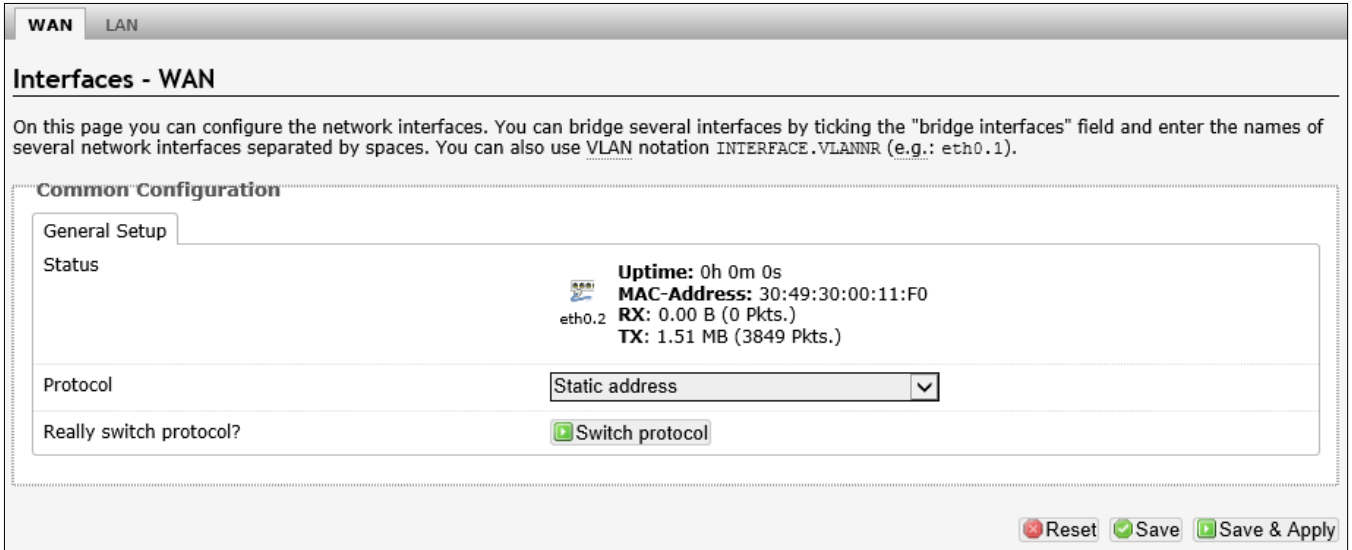 WAN LAN
Interfaces - WAN
On this page you can configure the network interfaces. You can bridge several interfaces by ticking the "bridge interfaces" field and enter the names of
several network interfaces separated by spaces. You can also use VLAN notation INTERFACE.VLANNR (e.g.: eth0.1).
Common Configuration
General Setup
Status
Uptime: 0h 0m 0s
MAC-Address: 30:49:30:00:11:F0
eth0.2 RX: 0.00 B (0 Pkts.)
TX: 1.51 MB (3849 Pkts.)
Protocol Static address
Really switch protocol? Switch protocol
Reset Save Save & Apply